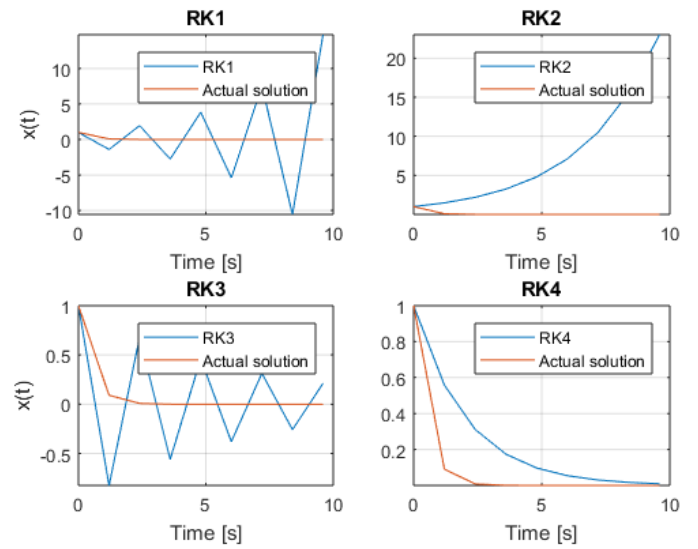 RK1
x(t)
10
5
0
-5
-10
RK1
Actual solution
0
5
10
Time [s]
RK2
20
15
10
5
RK2
Actual solution
0
5
10
Time [s]
RK3
x(t)
1
0.5
0
-0.5
RK3
Actual solution
0
5
10
Time [s]
RK4
1
0.8
0.6
0.4
0.2
RK4
Actual solution
0
5
10
Time [s]